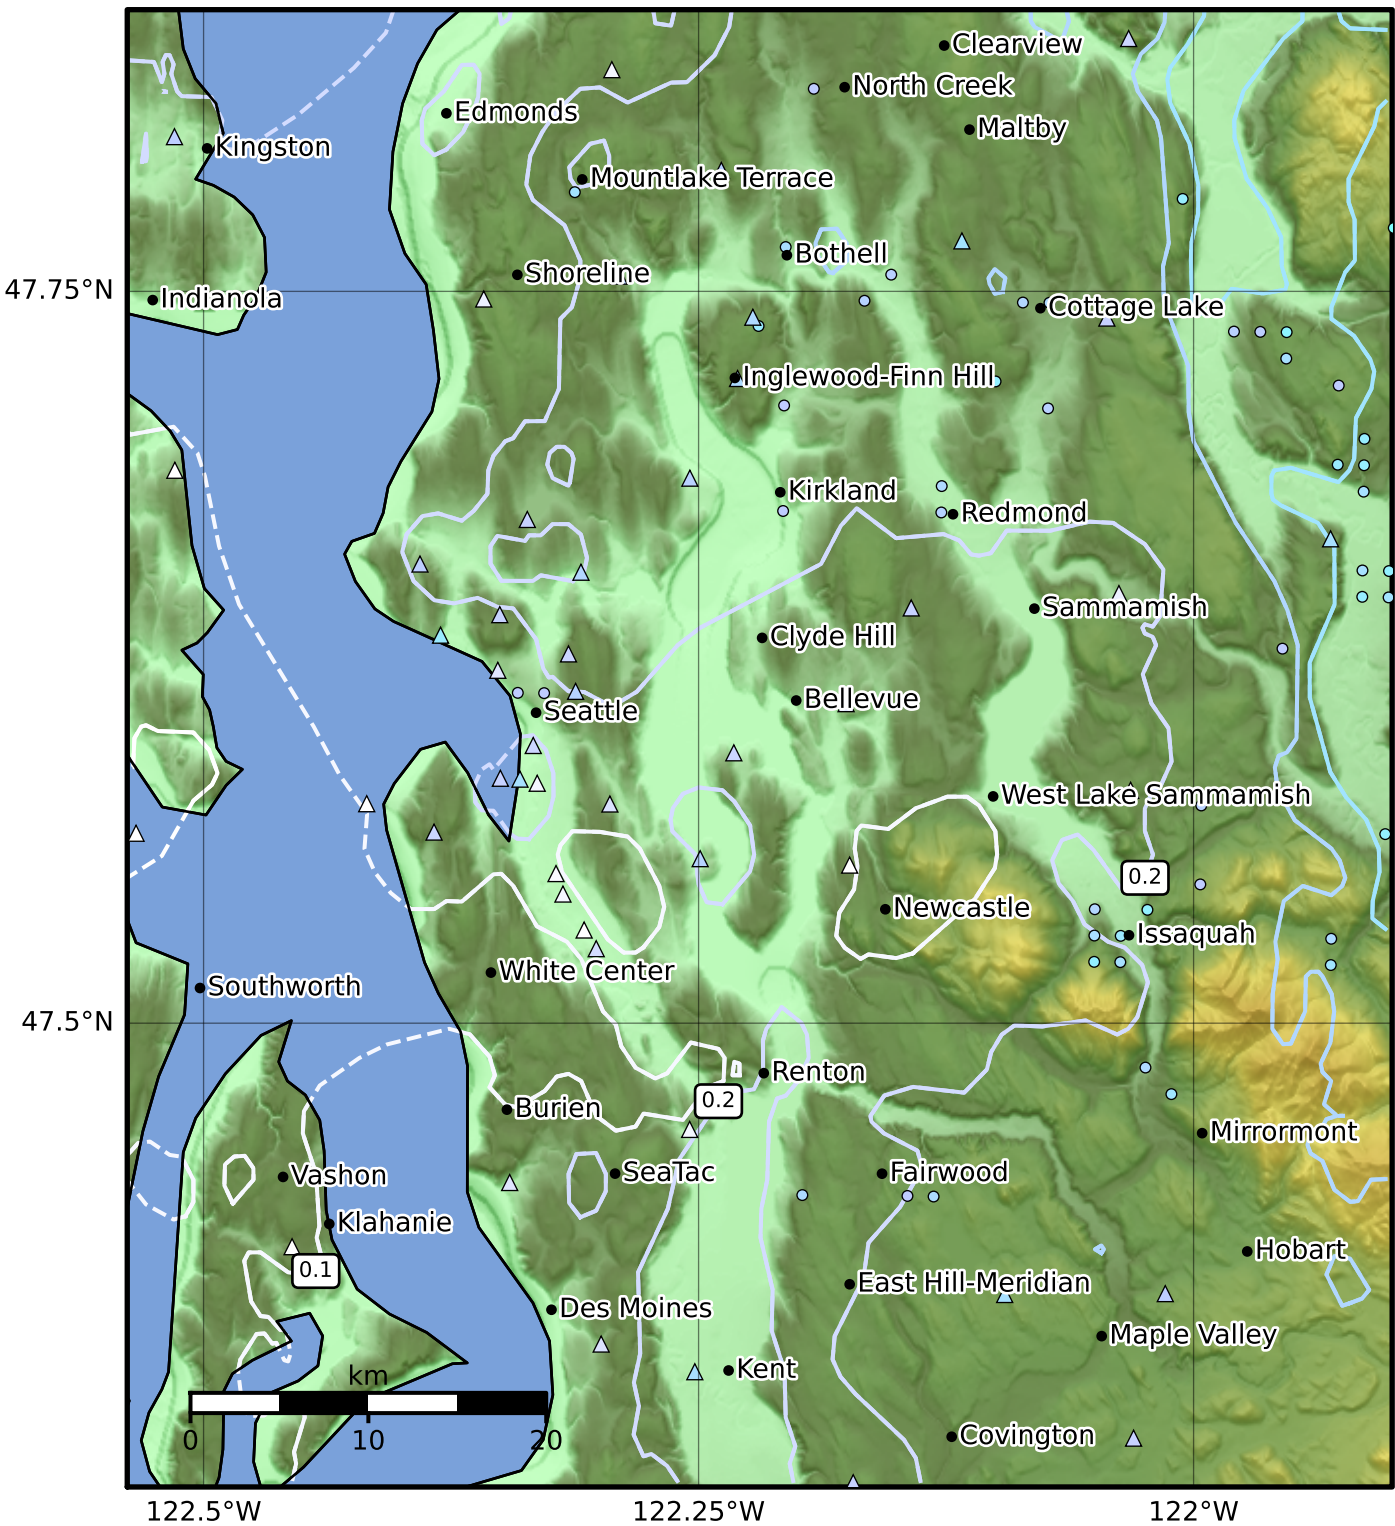 Clearview
North Creek
Edmonds
Maltby
Kingston
Mountlake Terrace
Bothell
Shoreline
47.75°N
Indianola
Cottage Lake
Inglewood-Finn Hill
Kirkland
Redmond
Sammamish
Clyde Hill
Bellevue
Seattle
West Lake Sammamish
0.2
Newcastle
Issaquah
White Center
Southworth
47.5°N
Renton
0.2
Burien
Mirrormont
Vashon
SeaTac
Fairwood
Klahanie
Hobart
0.1
East Hill-Meridian
Des Moines
Maple Valley
Kent
km
0 10 20
Covington
122.5°W 122.25°W 122°W